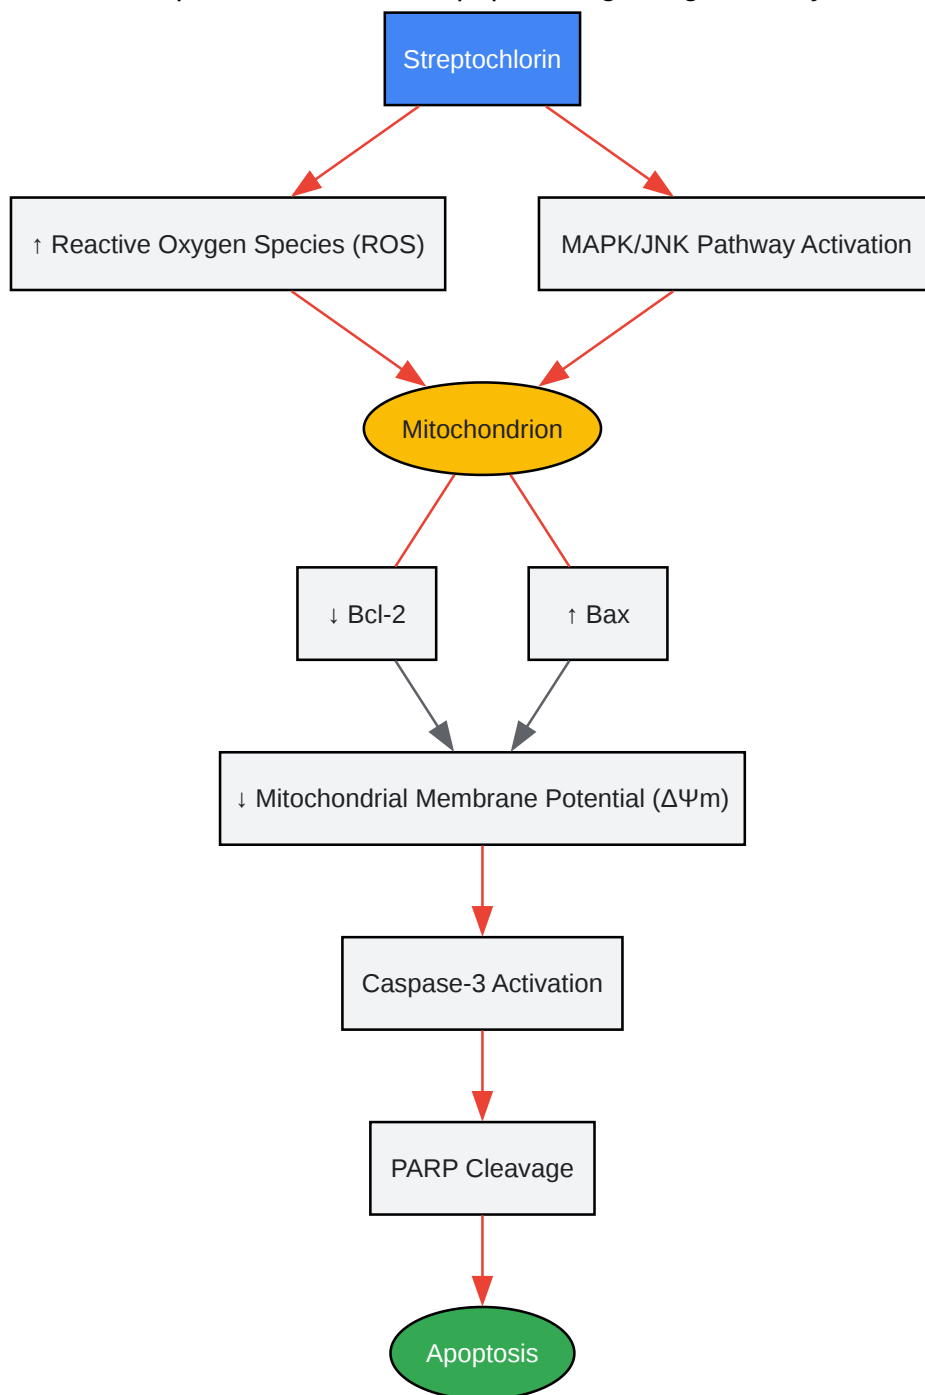 Streptochlorin
↑ Reactive Oxygen Species (ROS)
MAPK/JNK Pathway Activation
Mitochondrion
↓ Bcl-2
↑ Bax
↓ Mitochondrial Membrane Potential (ΔΨm)
Caspase-3 Activation
PARP Cleavage
Apoptosis